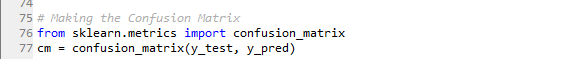 74
75 # Making the Confusion Matrix
76 from sklearn.metrics import confusion_matrix
77 cm = confusion_matrix(y_test, y_pred)